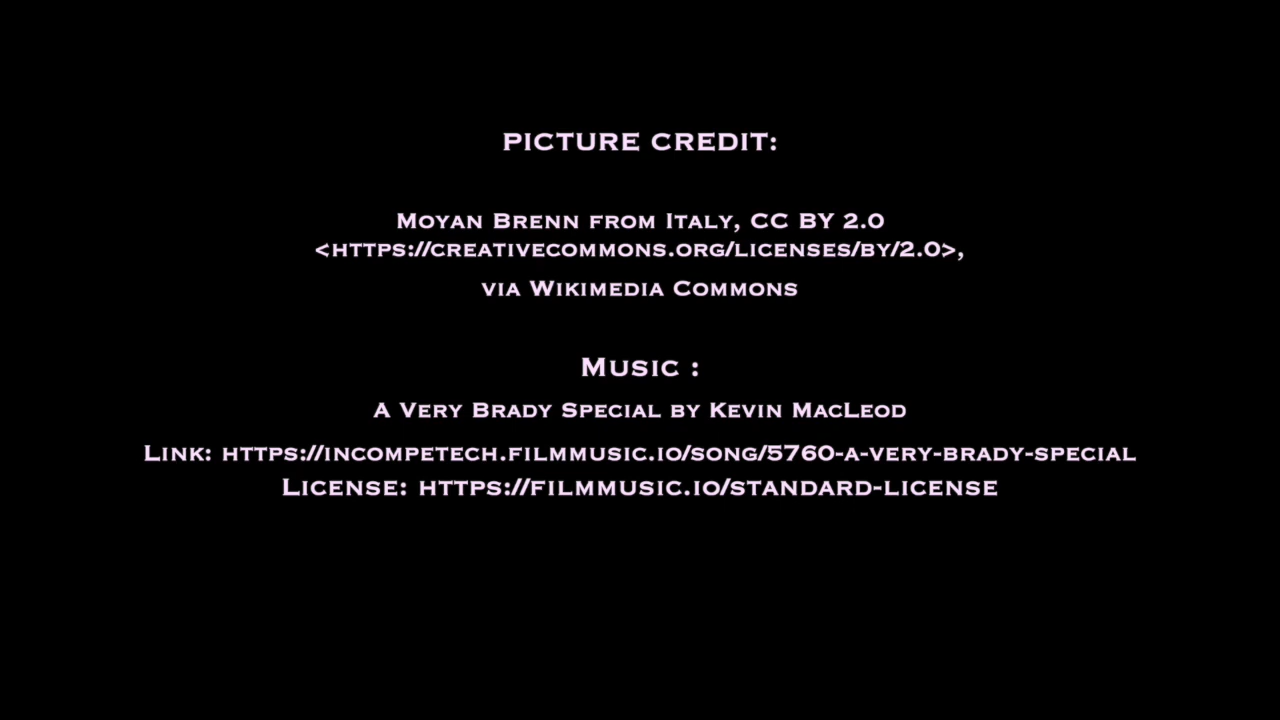 PICTURE CREDIT:
Moyan Brenn from Italy, CC BY 2.0
<https://creativecommons.org/licenses/by/2.0>,
via Wikimedia Commons
Music :
A Very Brady Special by Kevin MacLeod
Link: https://incompetech.filmmusic.io/song/5760-a-very-brady-special
License: https://filmmusic.io/standard-license